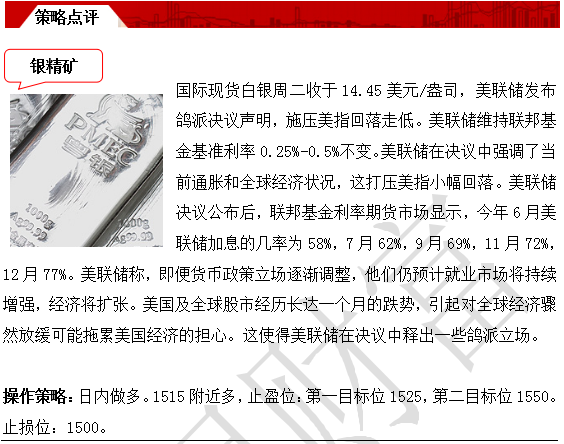 策略点评
银精矿
国际现货白银周二收于 14.45 美元/盎司，美联储发布
鸽派决议声明，施压美指回落走低。美联储维持联邦基
金基准利率 0.25%-0.5%不变。美联储在决议中强调了当
前通胀和全球经济状况，这打压美指小幅回落。美联储
决议公布后，联邦基金利率期货市场显示，今年 6 月美
联储加息的几率为 58%，7 月 62%，9 月 69%，11 月 72%，
12 月 77%。美联储称，即便货币政策立场逐渐调整，他们仍预计就业市场将持续
增强，经济将扩张。美国及全球股市经历长达一个月的跌势，引起对全球经济骤
然放缓可能拖累美国经济的担心。这使得美联储在决议中释出一些鸽派立场。
操作策略：日内做多。1515 附近多，止盈位：第一目标位 1525，第二目标位 1550。
止损位：1500。
PMEC
1000g
Ag99.99
1000g
财富